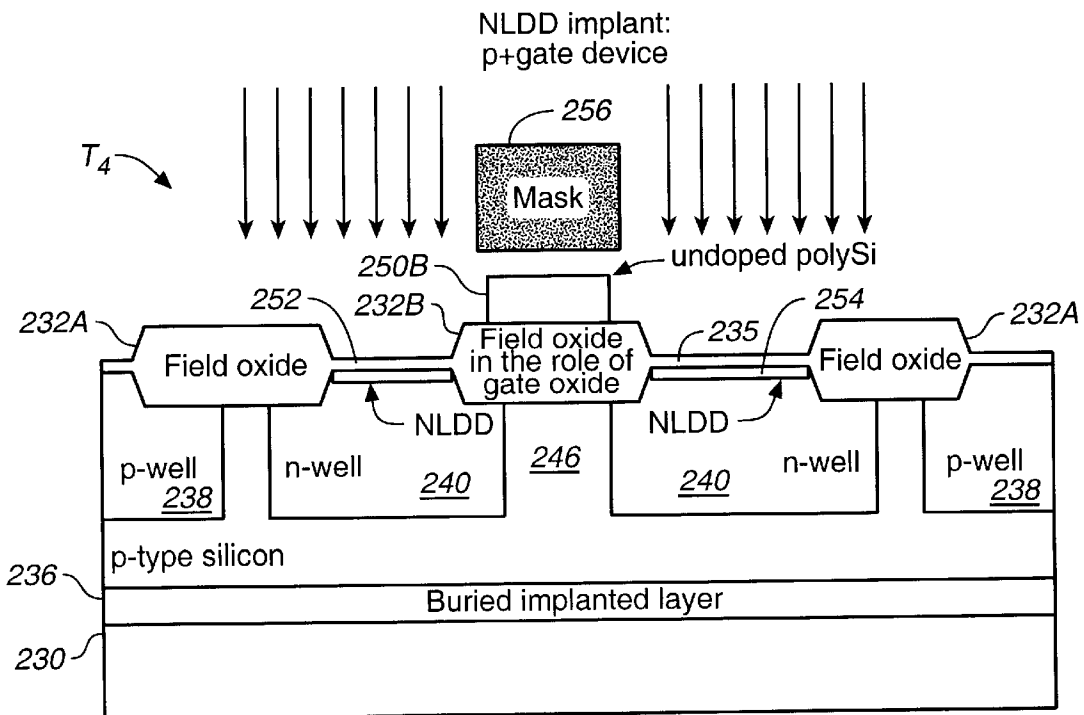 NLDD implant:
p+gate device
256
T4
Mask
undoped polySi
250B
252
232B
254
232A
235
232A
Field oxide
Field oxide
in the role of
gate oxide
Field oxide
NLDD
NLDD
p-well
238
n-well
240
246
240
n-well
p-well
238
p-type silicon
236
Buried implanted layer
230